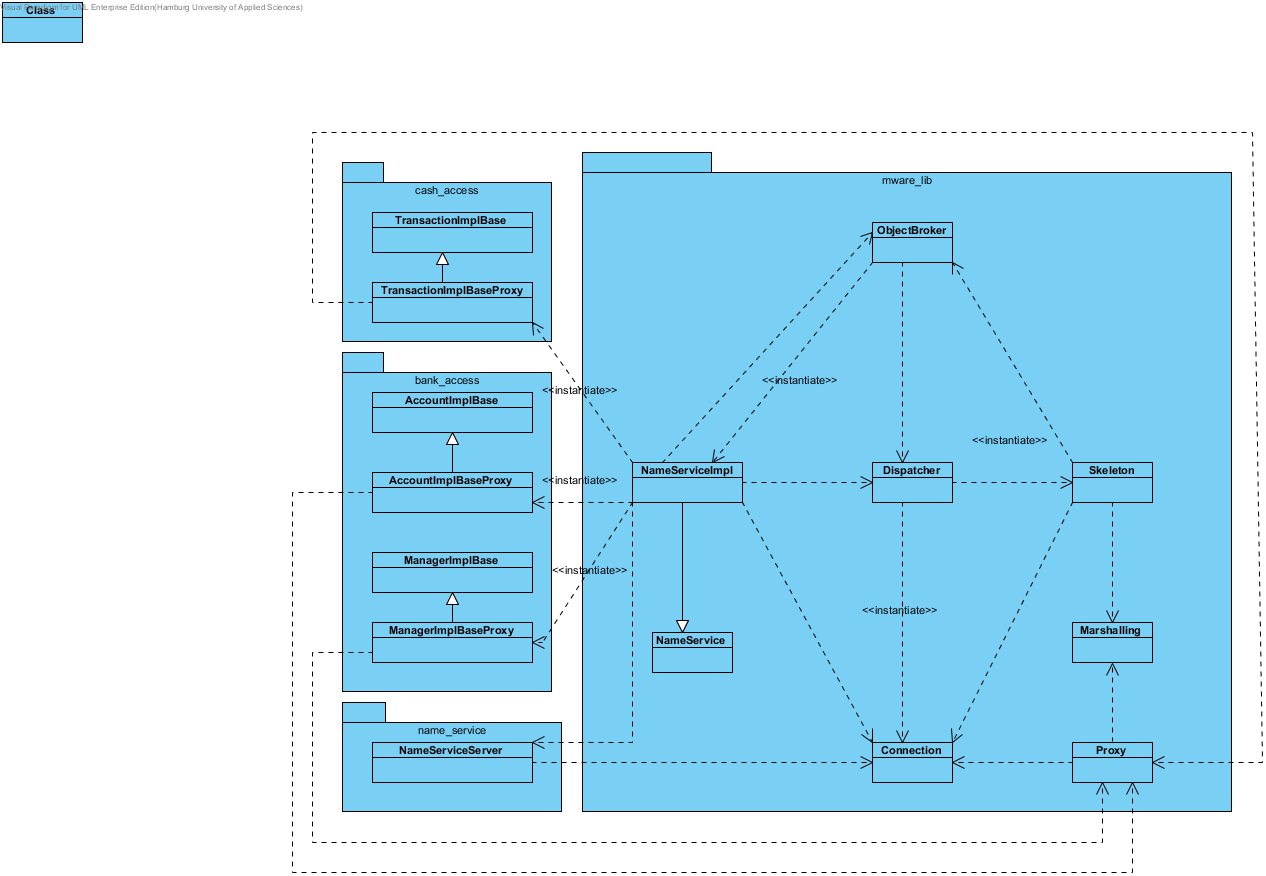 Visual Paradigm for UML Enterprise Edition(Hamburg University of Applied Sciences)
Class
cash_access
mware_lib
TransactionImplBase
ObjectBroker
TransactionImplBaseProxy
bank_access
<<instantiate>>
<<instantiate>>
AccountImplBase
<<instantiate>>
NameServiceImpl
Dispatcher
Skeleton
AccountImplBaseProxy
<<instantiate>>
ManagerImplBase
<<instantiate>>
<<instantiate>>
ManagerImplBaseProxy
Marshalling
NameService
name_service
NameServiceServer
Connection
Proxy